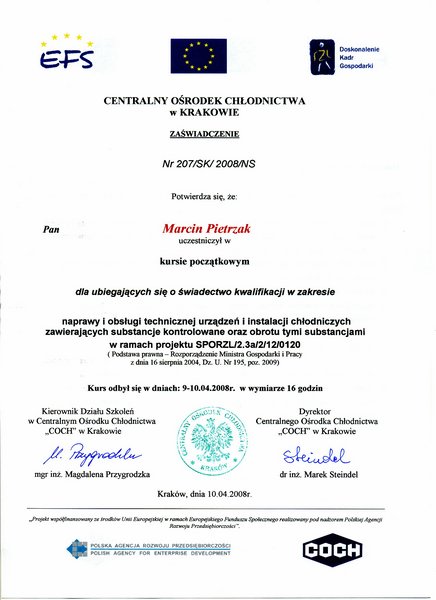 EFS
Doskonalenie
Kadr
Gospodarki
CENTRALNY OŚRODEK CHŁODNICTWA
w KRAKOWIE
ZAŚWIADCZENIE
Nr 207/SK/ 2008/NS
Potwierdza się, że:
Pan Marcin Pietrzak
uczestniczył w
kursie początkowym
dla ubiegających się o świadectwo kwalifikacji w zakresie
naprawy i obsługi technicznej urządzeń i instalacji chłodniczych
zawierających substancje kontrolowane oraz obrotu tymi substancjami
w ramach projektu SPORZL/2.3a/2/12/0120
( Podstawa prawna – Rozporządzenie Ministra Gospodarki i Pracy
z dnia 16 sierpnia 2004, Dz. U. Nr 195, poz. 2009)
Kurs odbył się w dniach: 9-10.04.2008r. w wymiarze 16 godzin
Kierownik Działu Szkoleń
w Centralnym Ośrodku Chłodnictwa
„COCH” w Krakowie
M. Przygrodzka
mgr inż. Magdalena Przygrodzka
CENTRALNY OŚRODEK CHŁODNICTWA
KRAKÓW
Dyrektor
Centralnego Ośrodka Chłodnictwa
„COCH” w Krakowie
Steindel
dr inż. Marek Steindel
Kraków, dnia 10.04.2008r.
„Projekt współfinansowany ze środków Unii Europejskiej w ramach Europejskiego Funduszu Społecznego realizowany pod nadzorem Polskiej Agencji
Rozwoju Przedsiębiorczości”.
POLSKA AGENCJA ROZWOJU PRZEDSIĘBIORCZOŚCI
POLISH AGENCY FOR ENTERPRISE DEVELOPMENT
COCH